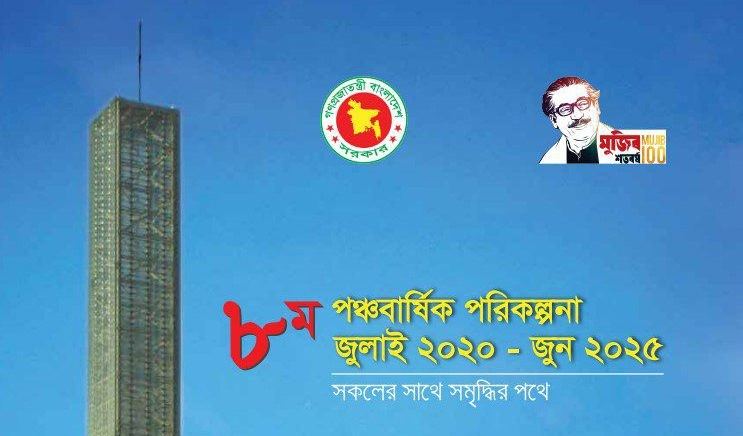 গণপ্রজাতন্ত্রী বাংলাদেশ
সরকার
মুজিব
শতবর্ষ
MUJIB
100
৮ম
পঞ্চবার্ষিক পরিকল্পনা
জুলাই ২০২০ - জুন ২০২৫
সকলের সাথে সমৃদ্ধির পথে